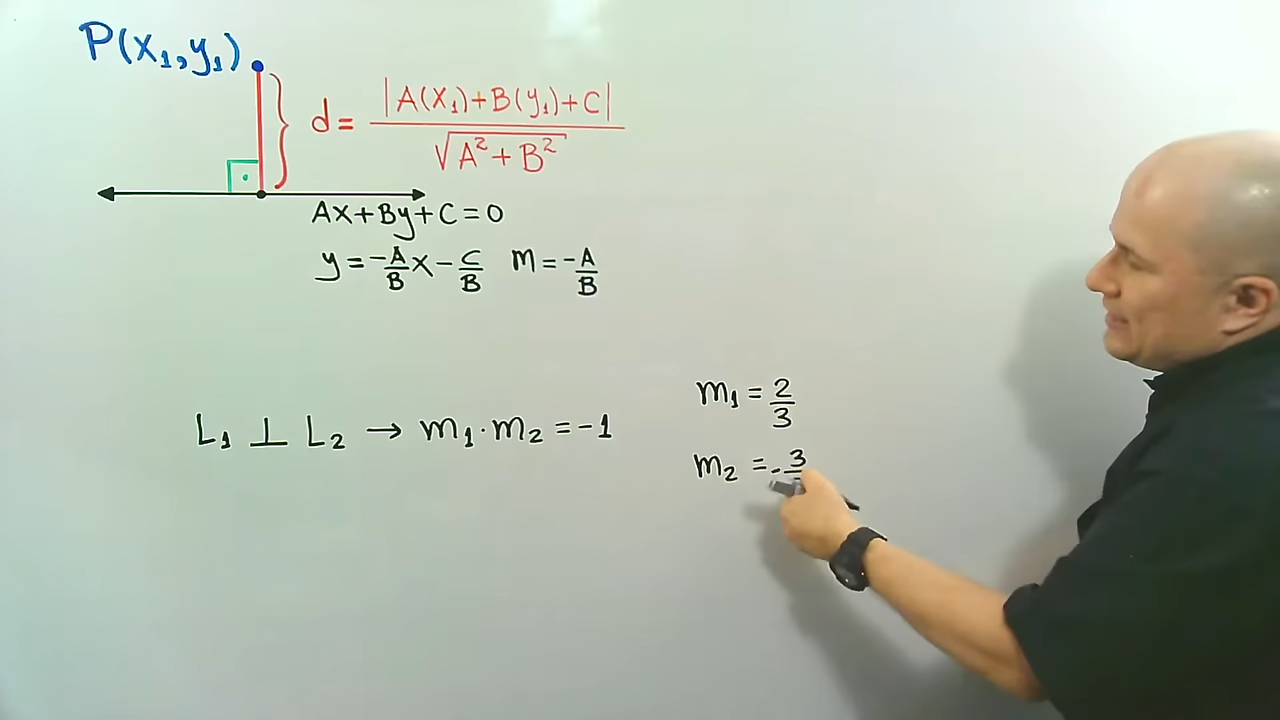 P(x₁,y₁)
d = |A(x₁)+B(y₁)+C| / √(A²+B²)
Ax+By+C=0
y = -A/B x - C/B  m = -A/B
m₁ = 2/3
L₁ ⊥ L₂ → m₁·m₂ = -1
m₂ = - 3